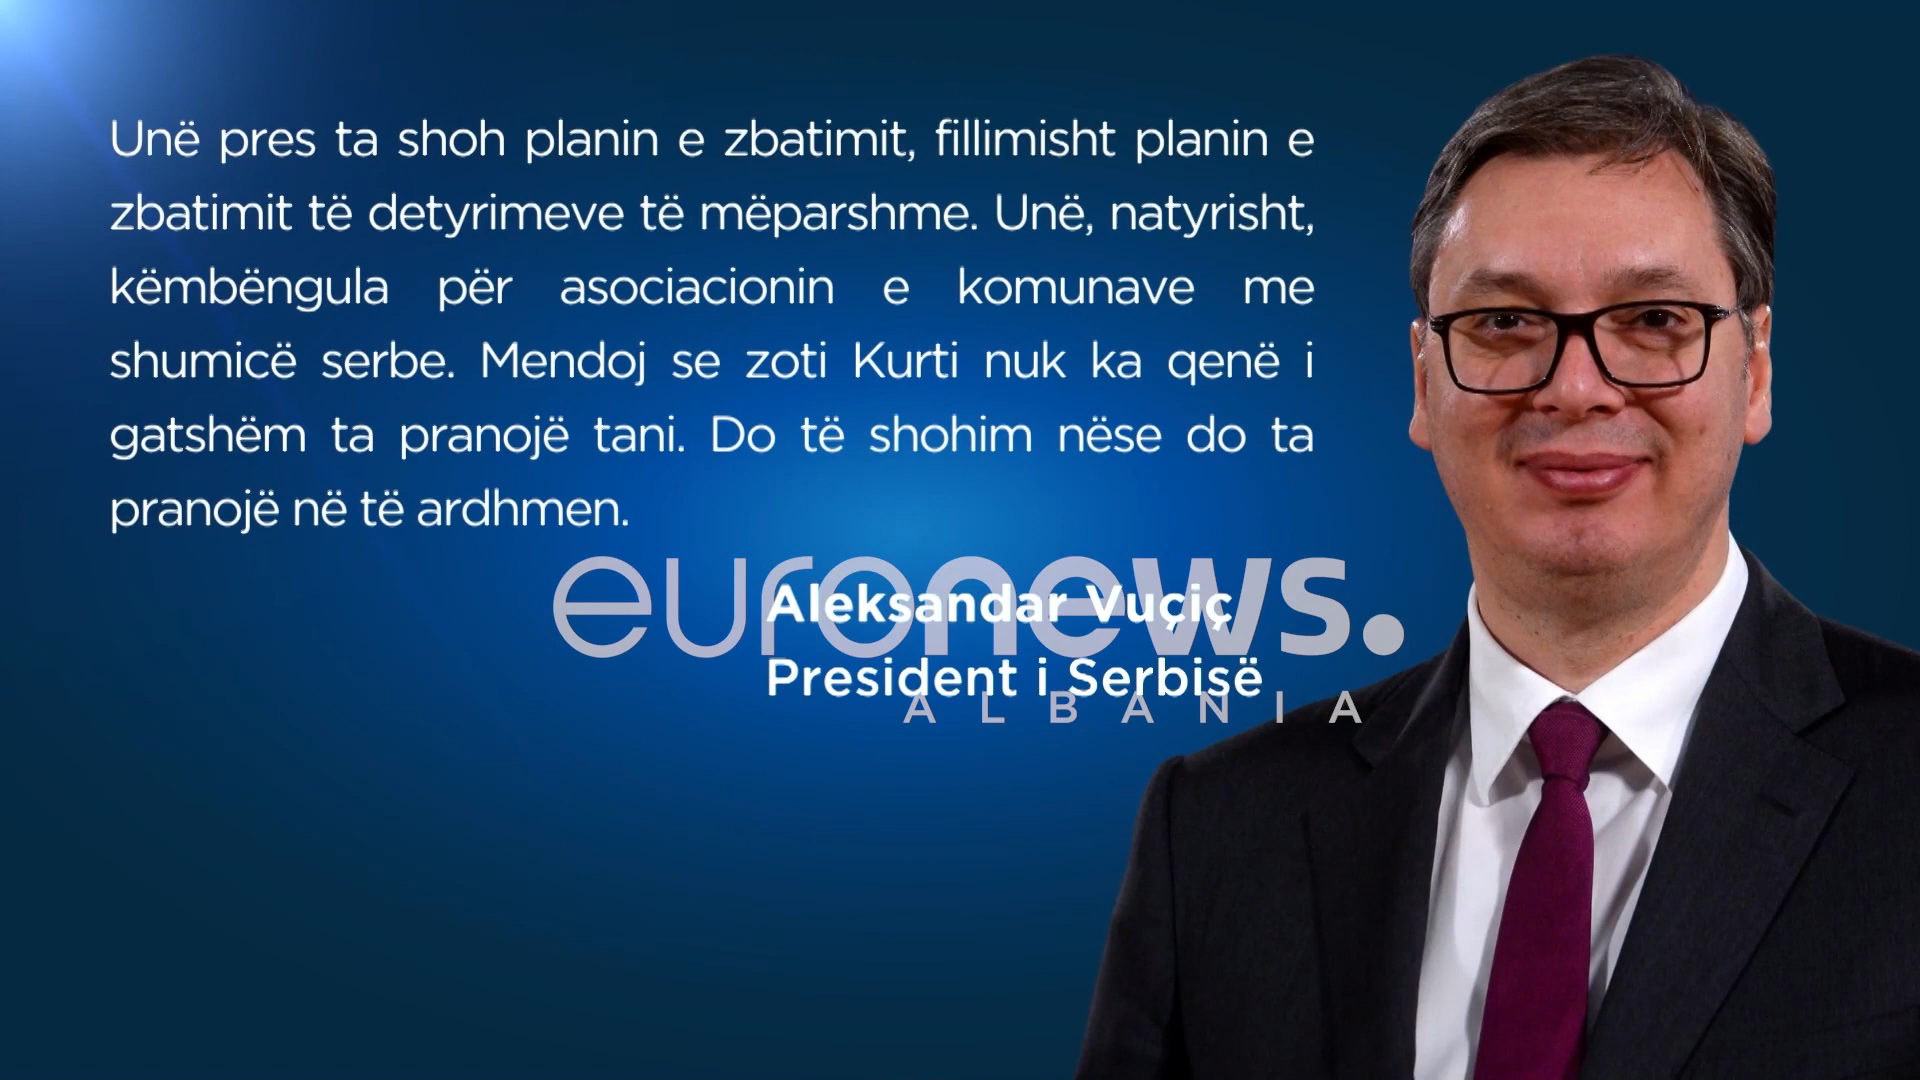 Unë pres ta shoh planin e zbatimit, fillimisht planin e
zbatimit të detyrimeve të mëparshme. Unë, natyrisht,
këmbëngula për asociacionin e komunave me
shumicë serbe. Mendoj se zoti Kurti nuk ka qenë i
gatshëm ta pranojë tani. Do të shohim nëse do ta
pranojë në të ardhmen.
euronews.
Aleksandar Vuçiç
President i Serbisë
ALBANIA